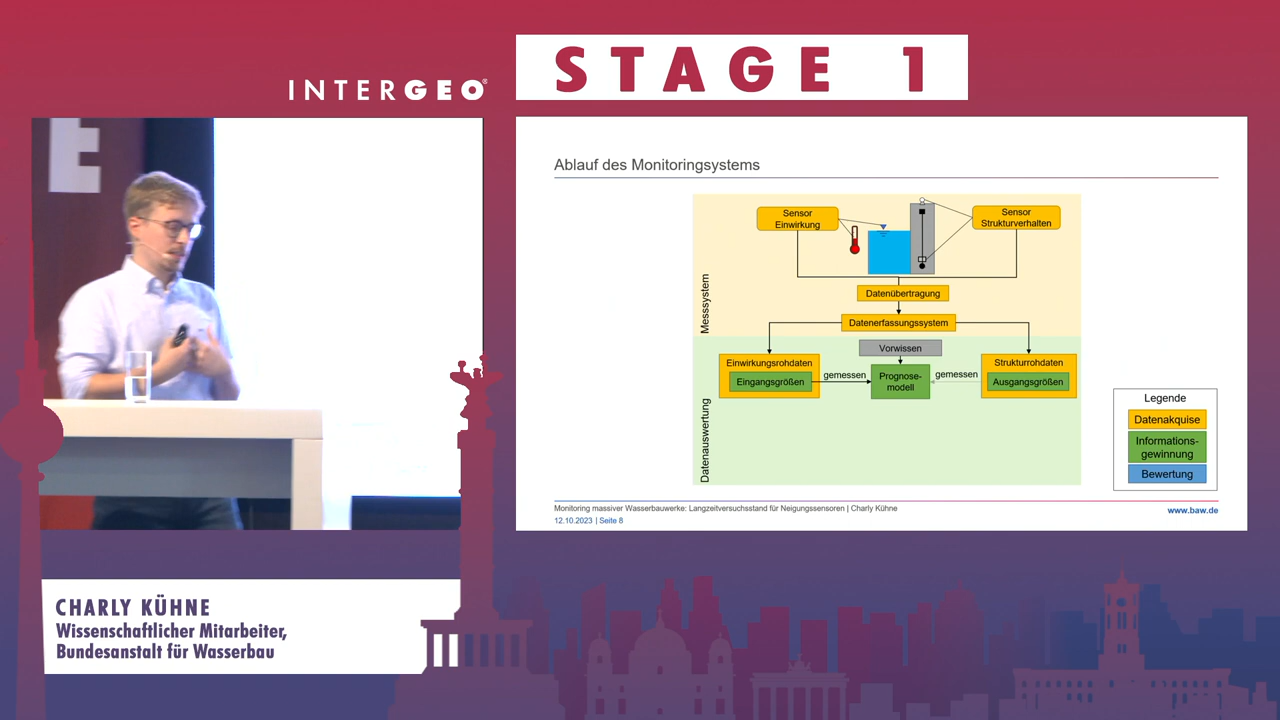 STAGE 1
INTERGEO®
E
Ablauf des Monitoringsystems
Sensor
Einwirkung
Sensor
Strukturverhalten
Messsystem
Datenübertragung
Datenerfassungssystem
Vorwissen
Einwirkungsrohdaten
Eingangsgrößen
gemessen
Prognose-
modell
gemessen
Strukturrohdaten
Ausgangsgrößen
Datenauswertung
Legende
Datenakquise
Informations-
gewinnung
Bewertung
Monitoring massiver Wasserbauwerke: Langzeitversuchsstand für Neigungssensoren | Charly Kühne
12.10.2023 | Seite 8
www.baw.de
CHARLY KÜHNE
Wissenschaftlicher Mitarbeiter,
Bundesanstalt für Wasserbau